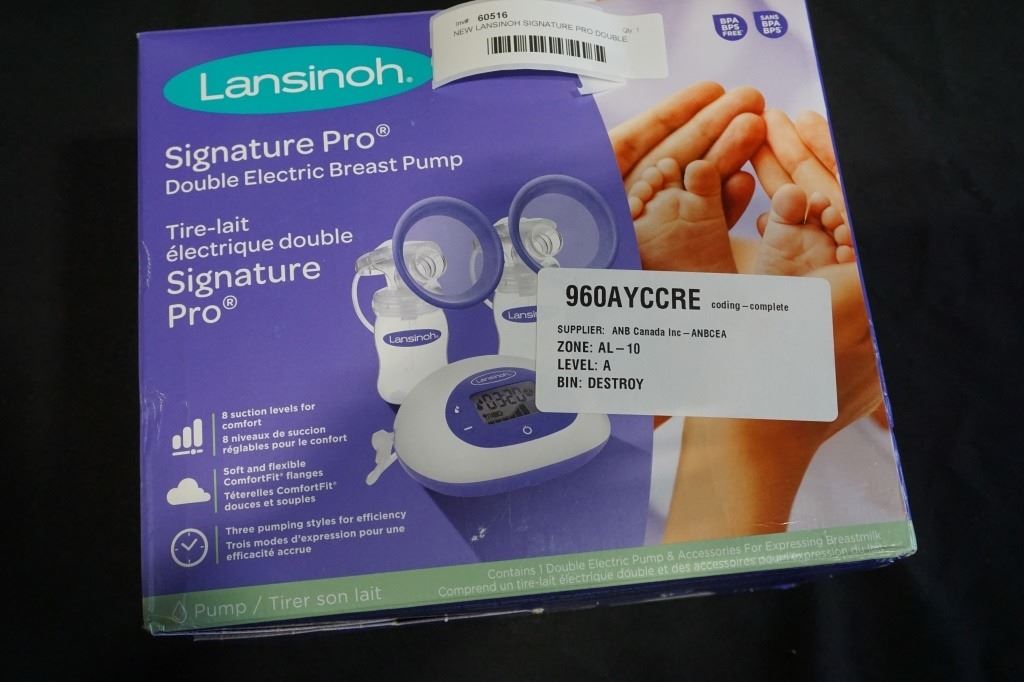 Inv#: 60516 Qty: 1
NEW LANSINOH SIGNATURE PRO DOUBLE
BPA
BPS
FREE
SANS
BPA
BPS
Lansinoh®
Signature Pro®
Double Electric Breast Pump
Tire-lait
électrique double
Signature
Pro®
Lansinoh
Lansi
Lansinoh
03:20
960AYCCRE coding-complete
SUPPLIER: ANB Canada Inc-ANBCEA
ZONE: AL-10
LEVEL: A
BIN: DESTROY
8 suction levels for
comfort
8 niveaux de succion
réglables pour le confort
Soft and flexible
ComfortFit® flanges
Téterelles ComfortFit®
douces et souples
Three pumping styles for efficiency
Trois modes d'expression pour une
efficacité accrue
Contains 1 Double Electric Pump & Accessories For Expressing Breastmilk
Comprend un tire-lait électrique double et des accessoires pour expression du lait
Pump / Tirer son lait